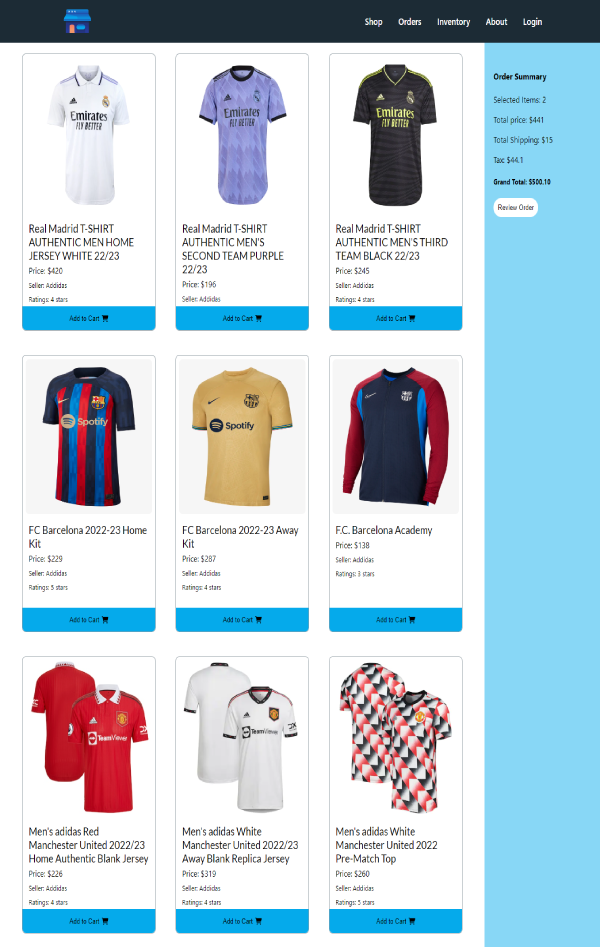 Shop Orders Inventory About Login
Emirates
FLY BETTER
Emirates
FLY BETTER
Emirates
FLY BETTER
Real Madrid T-SHIRT
AUTHENTIC MEN HOME
JERSEY WHITE 22/23
Price: $420
Seller: Addidas
Ratings: 4 stars
Add to Cart
Real Madrid T-SHIRT
AUTHENTIC MEN'S
SECOND TEAM PURPLE
22/23
Price: $196
Seller: Addidas
Ratings: 4 stars
Add to Cart
Real Madrid T-SHIRT
AUTHENTIC MEN'S THIRD
TEAM BLACK 22/23
Price: $245
Seller: Addidas
Ratings: 4 stars
Add to Cart
Order Summary
Selected Items: 2
Total price: $441
Total Shipping: $15
Tax: $44.1
Grand Total: $500.10
Review Order
Spotify
FC Barcelona 2022-23 Home
Kit
Price: $229
Seller: Addidas
Ratings: 5 stars
Add to Cart
Spotify
FC Barcelona 2022-23 Away
Kit
Price: $287
Seller: Addidas
Ratings: 4 stars
Add to Cart
F.C. Barcelona Academy
Price: $138
Seller: Addidas
Ratings: 3 stars
Add to Cart
TeamViewer
Men's adidas Red
Manchester United 2022/23
Home Authentic Blank Jersey
Price: $226
Seller: Addidas
Ratings: 4 stars
Add to Cart
TeamViewer
Men's adidas White
Manchester United 2022/23
Away Blank Replica Jersey
Price: $319
Seller: Addidas
Ratings: 4 stars
Add to Cart
Men's adidas White
Manchester United 2022
Pre-Match Top
Price: $260
Seller: Addidas
Ratings: 5 stars
Add to Cart